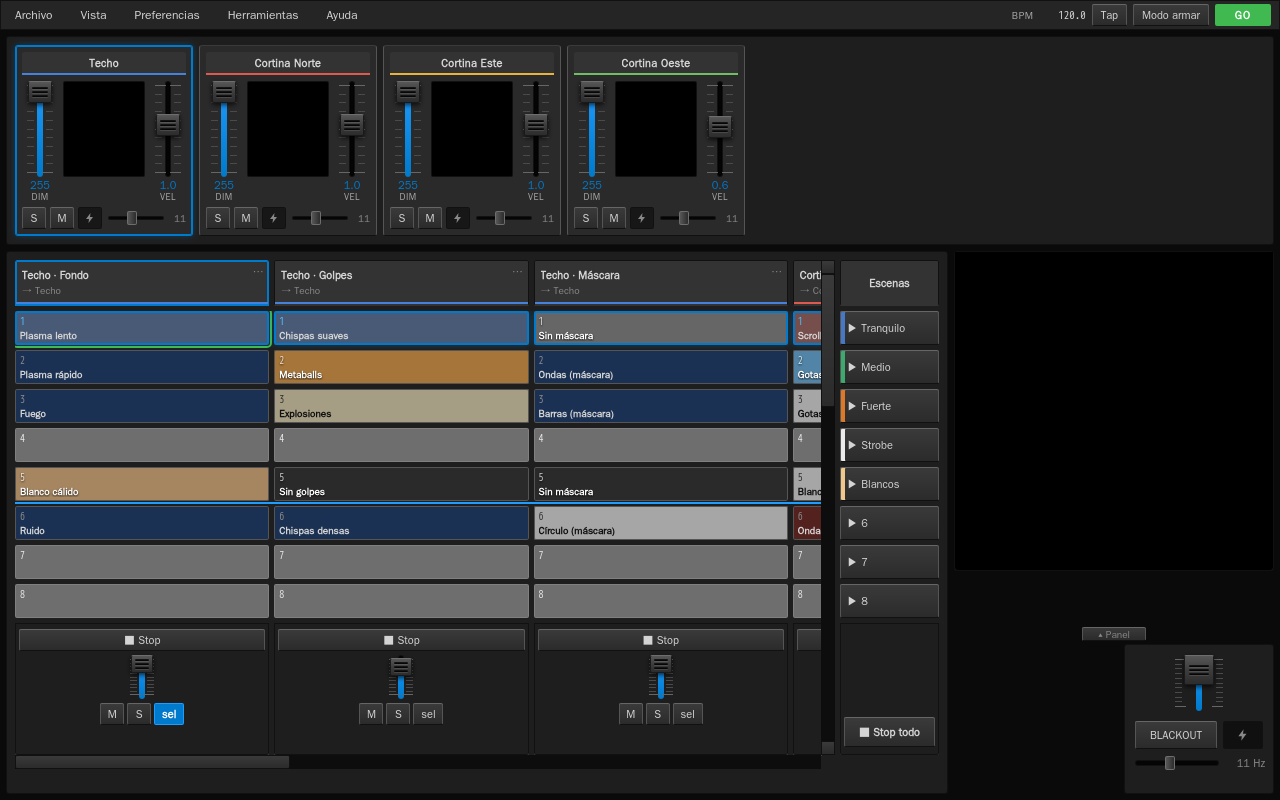 Archivo Vista Preferencias Herramientas Ayuda BPM 120.0 Tap Modo armar GO
Techo Cortina Norte Cortina Este Cortina Oeste
255 1.0 255 1.0 255 1.0 255 0.6
DIM VEL DIM VEL DIM VEL DIM VEL
S M 11 S M 11 S M 11 S M 11
Techo · Fondo ... Techo · Golpes ... Techo · Máscara ... Corti Escenas
→ Techo → Techo → Techo → Co
1 1 1 1
Plasma lento Chispas suaves Sin máscara Scroll Tranquilo
2 2 2 2
Plasma rápido Metaballs Ondas (máscara) Gotas Medio
3 3 3 3
Fuego Explosiones Barras (máscara) Gotas Fuerte
4 4 4 4 Strobe
5 5 5 5
Blanco cálido Sin golpes Sin máscara Blanc Blancos
6 6 6 6
Ruido Chispas densas Círculo (máscara) Onda 6
7 7 7 7 7
8 8 8 8 8
Stop Stop Stop
▴ Panel
M S sel M S sel M S sel
Stop todo
BLACKOUT
11 Hz